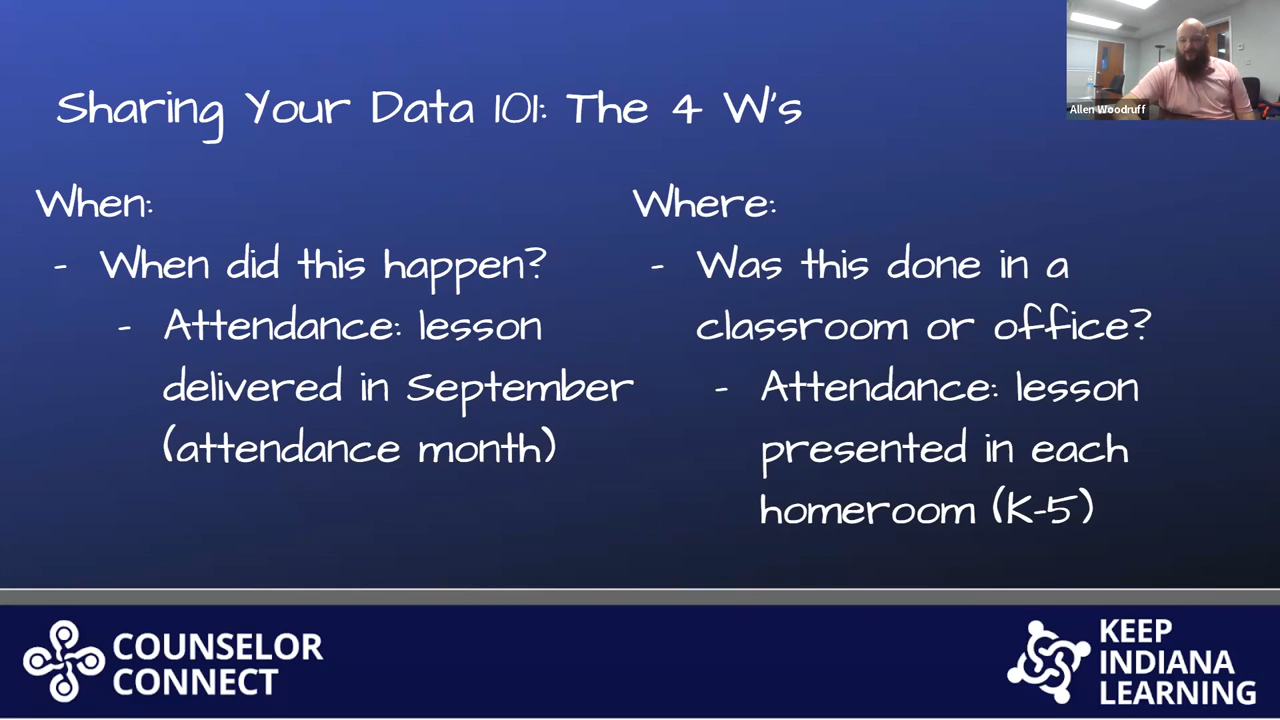 Sharing Your Data 101: The 4 W's
Allen Woodruff
When:
- When did this happen?
- Attendance: lesson
delivered in September
(attendance month)
Where:
- Was this done in a
classroom or office?
- Attendance: lesson
presented in each
homeroom (K-5)
COUNSELOR
CONNECT
KEEP
INDIANA
LEARNING